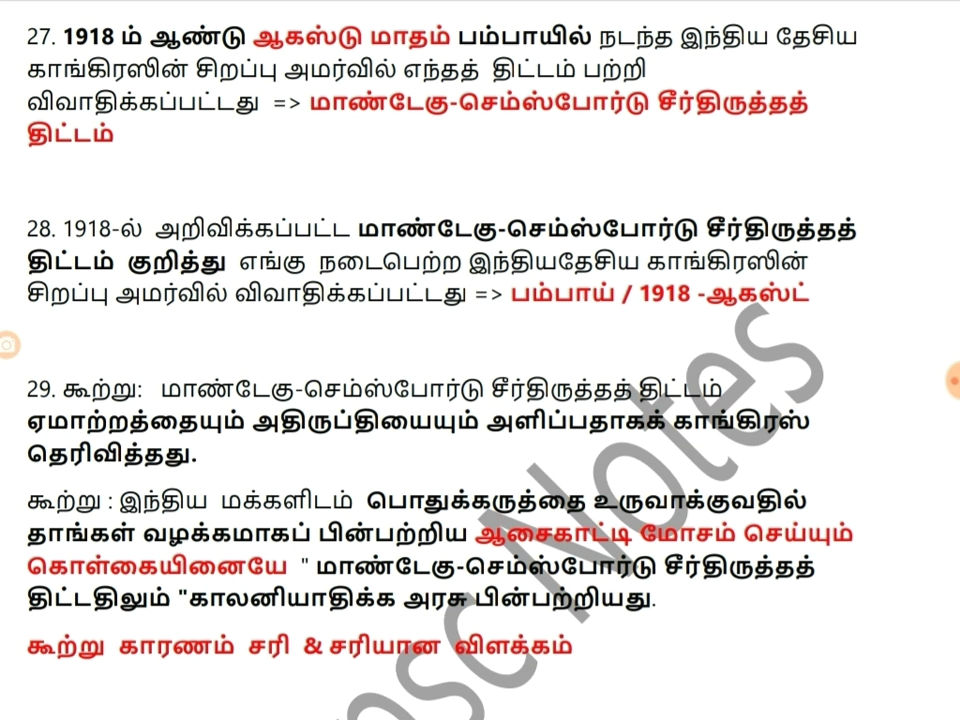 27. 1918 ம் ஆண்டு ஆகஸ்டு மாதம் பம்பாயில் நடந்த இந்திய தேசிய
காங்கிரஸின் சிறப்பு அமர்வில் எந்தத் திட்டம் பற்றி
விவாதிக்கப்பட்டது => மாண்டேகு-செம்ஸ்போர்டு சீர்திருத்தத்
திட்டம்
28. 1918-ல் அறிவிக்கப்பட்ட மாண்டேகு-செம்ஸ்போர்டு சீர்திருத்தத்
திட்டம் குறித்து எங்கு நடைபெற்ற இந்தியதேசிய காங்கிரஸின்
சிறப்பு அமர்வில் விவாதிக்கப்பட்டது => பம்பாய் / 1918 -ஆகஸ்ட்
29. கூற்று: மாண்டேகு-செம்ஸ்போர்டு சீர்திருத்தத் திட்டம்
ஏமாற்றத்தையும் அதிருப்தியையும் அளிப்பதாகக் காங்கிரஸ்
தெரிவித்தது.
கூற்று : இந்திய மக்களிடம் பொதுக்கருத்தை உருவாக்குவதில்
தாங்கள் வழக்கமாகப் பின்பற்றிய ஆசைகாட்டி மோசம் செய்யும்
கொள்கையினையே " மாண்டேகு-செம்ஸ்போர்டு சீர்திருத்தத்
திட்டதிலும் "காலனியாதிக்க அரசு பின்பற்றியது.
கூற்று காரணம் சரி & சரியான விளக்கம்
psc Notes